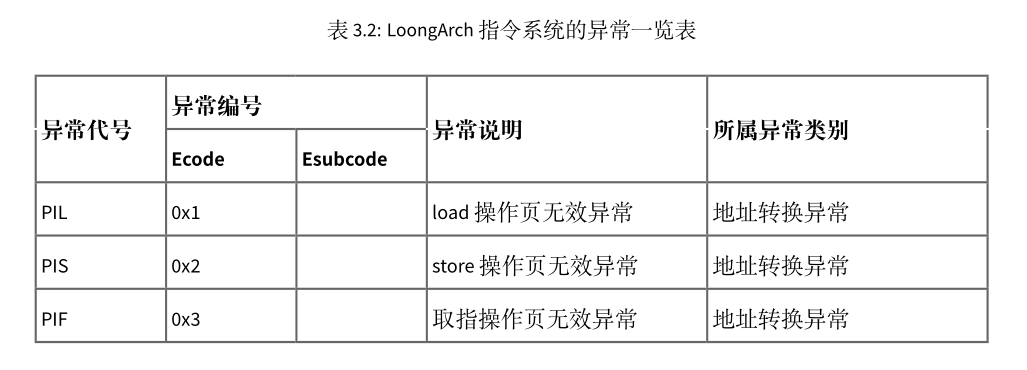 表 3.2: LoongArch 指令系统的异常一览表
异常代号 异常编号 异常说明 所属异常类别
Ecode Esubcode
PIL 0x1 load 操作页无效异常 地址转换异常
PIS 0x2 store 操作页无效异常 地址转换异常
PIF 0x3 取指操作页无效异常 地址转换异常